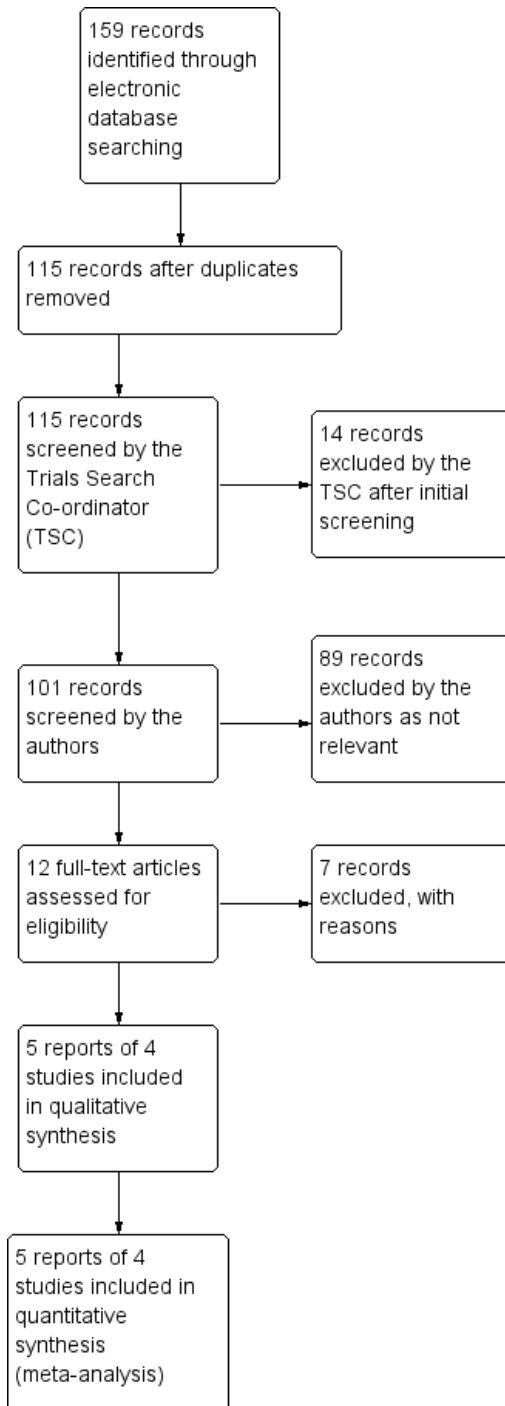 159 records
identified through
electronic
database
searching
115 records after duplicates
removed
115 records
screened by the
Trials Search
Co-ordinator
(TSC)
14 records
excluded by the
TSC after initial
screening
101 records
screened by the
authors
89 records
excluded by the
authors as not
relevant
12 full-text articles
assessed for
eligibility
7 records
excluded, with
reasons
5 reports of 4
studies included
in qualitative
synthesis
5 reports of 4
studies included in
quantitative
synthesis
(meta-analysis)